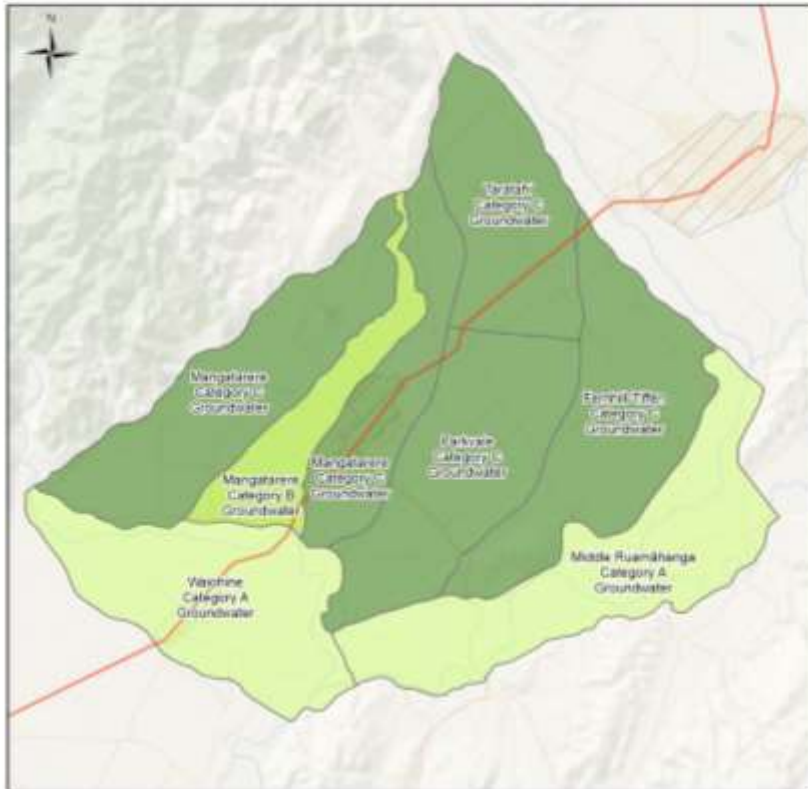 N
Taratahi
Category C
Groundwater
Mangatarere
Category C
Groundwater
Fernhill-Tiffen
Category C
Groundwater
Parkvale
Category C
Groundwater
Mangatarere
Category C
Groundwater
Mangatarere
Category B
Groundwater
Middle Ruamāhanga
Category A
Groundwater
Waiohine
Category A
Groundwater